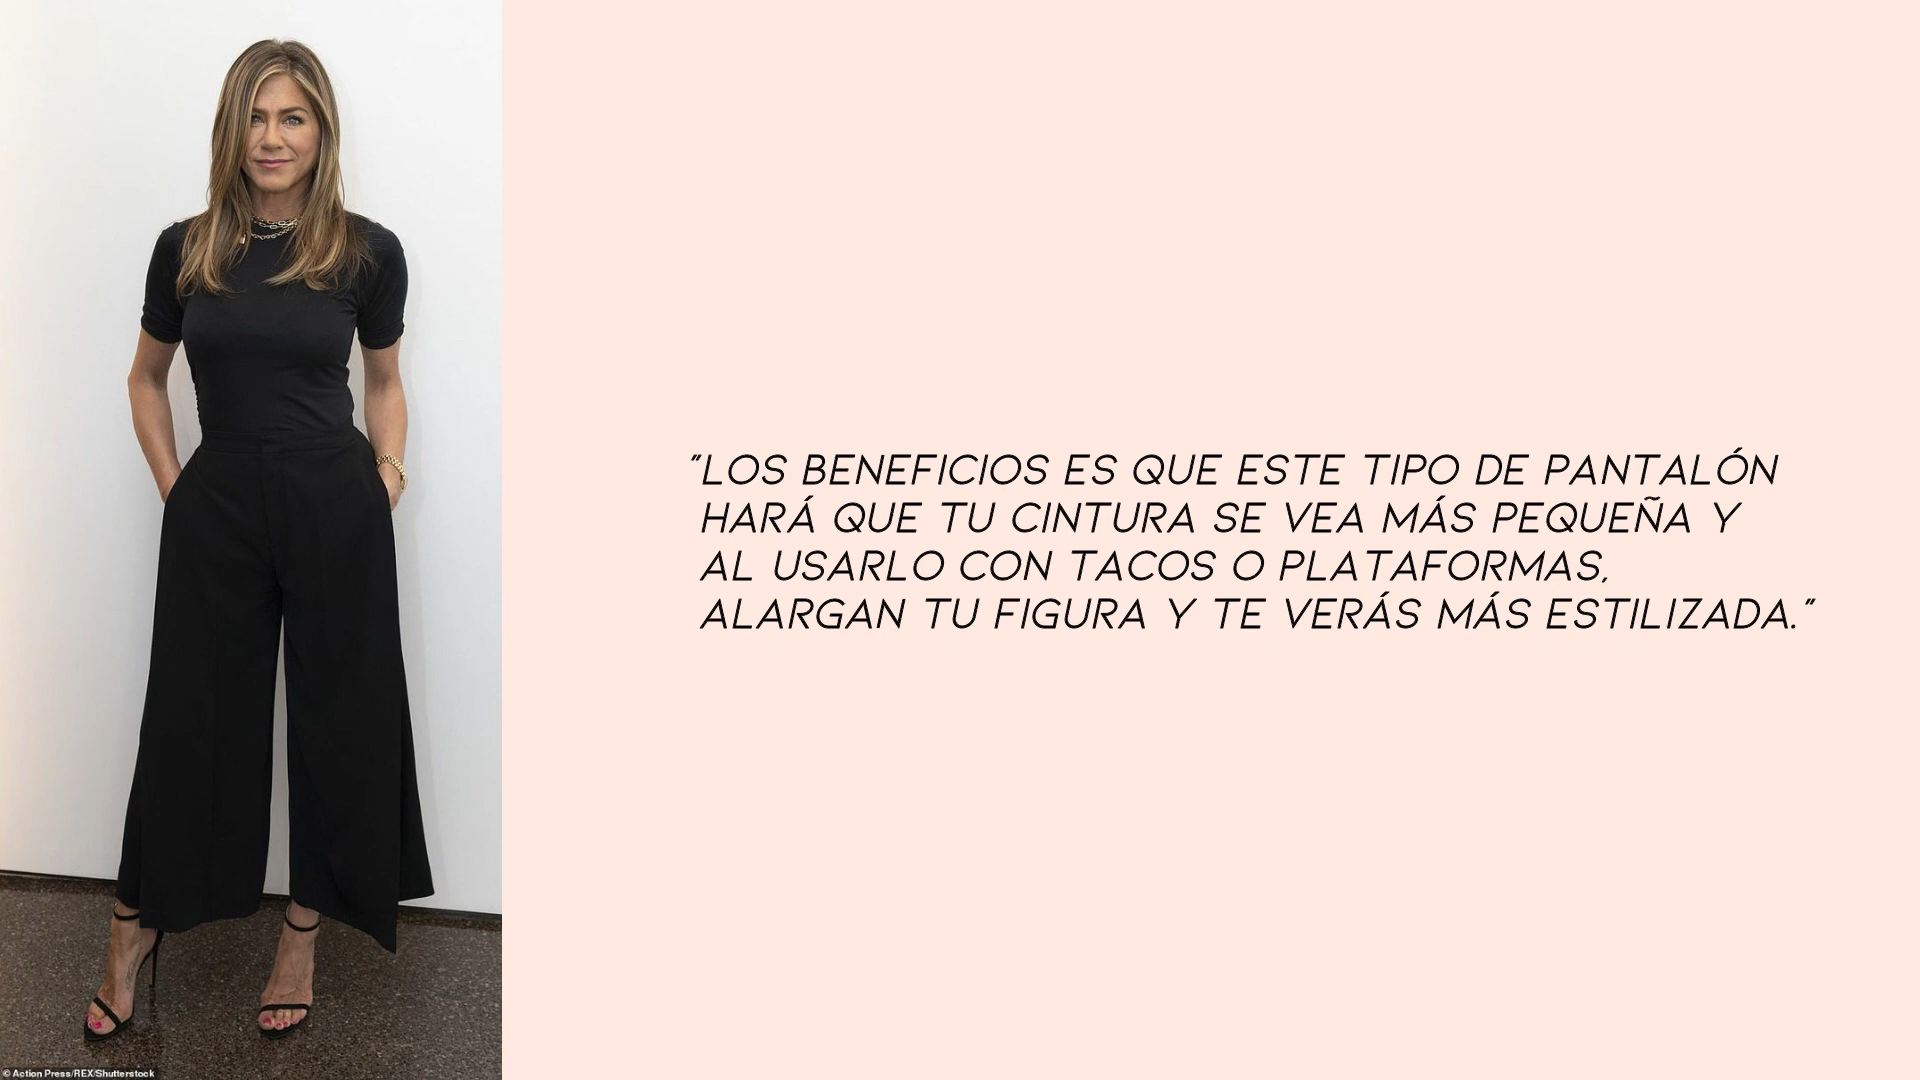 "LOS BENEFICIOS ES QUE ESTE TIPO DE PANTALÓN
HARÁ QUE TU CINTURA SE VEA MÁS PEQUEÑA Y
AL USARLO CON TACOS O PLATAFORMAS,
ALARGAN TU FIGURA Y TE VERÁS MÁS ESTILIZADA."
© Action Press/REX/Shutterstock